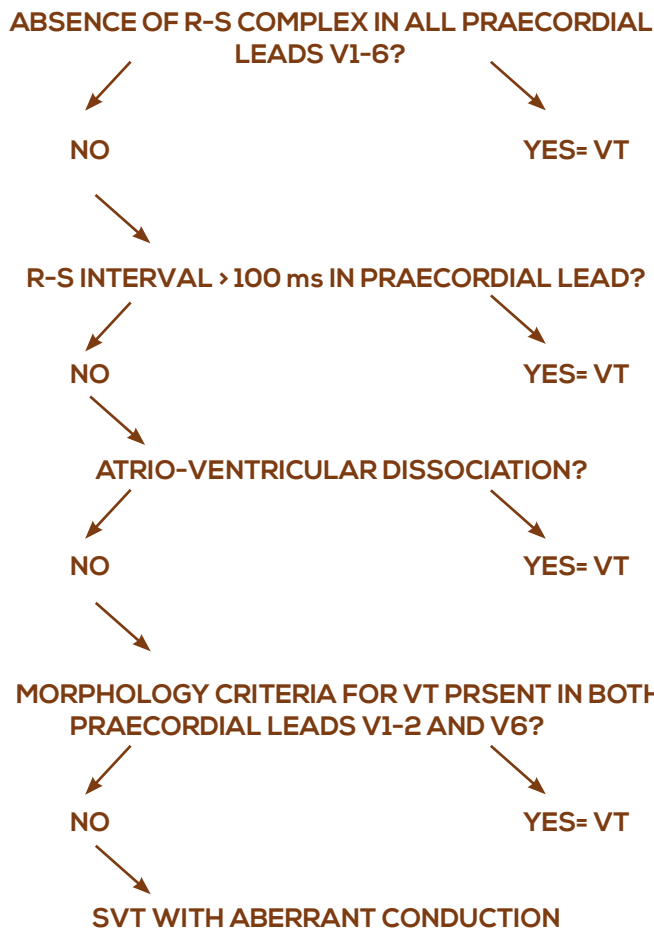 ABSENCE OF R-S COMPLEX IN ALL PRAECORDIAL
LEADS V1-6?
NO
YES= VT
R-S INTERVAL > 100 ms IN PRAECORDIAL LEAD?
NO
YES= VT
ATRIO-VENTRICULAR DISSOCIATION?
NO
YES= VT
MORPHOLOGY CRITERIA FOR VT PRSENT IN BOTH
PRAECORDIAL LEADS V1-2 AND V6?
NO
YES= VT
SVT WITH ABERRANT CONDUCTION